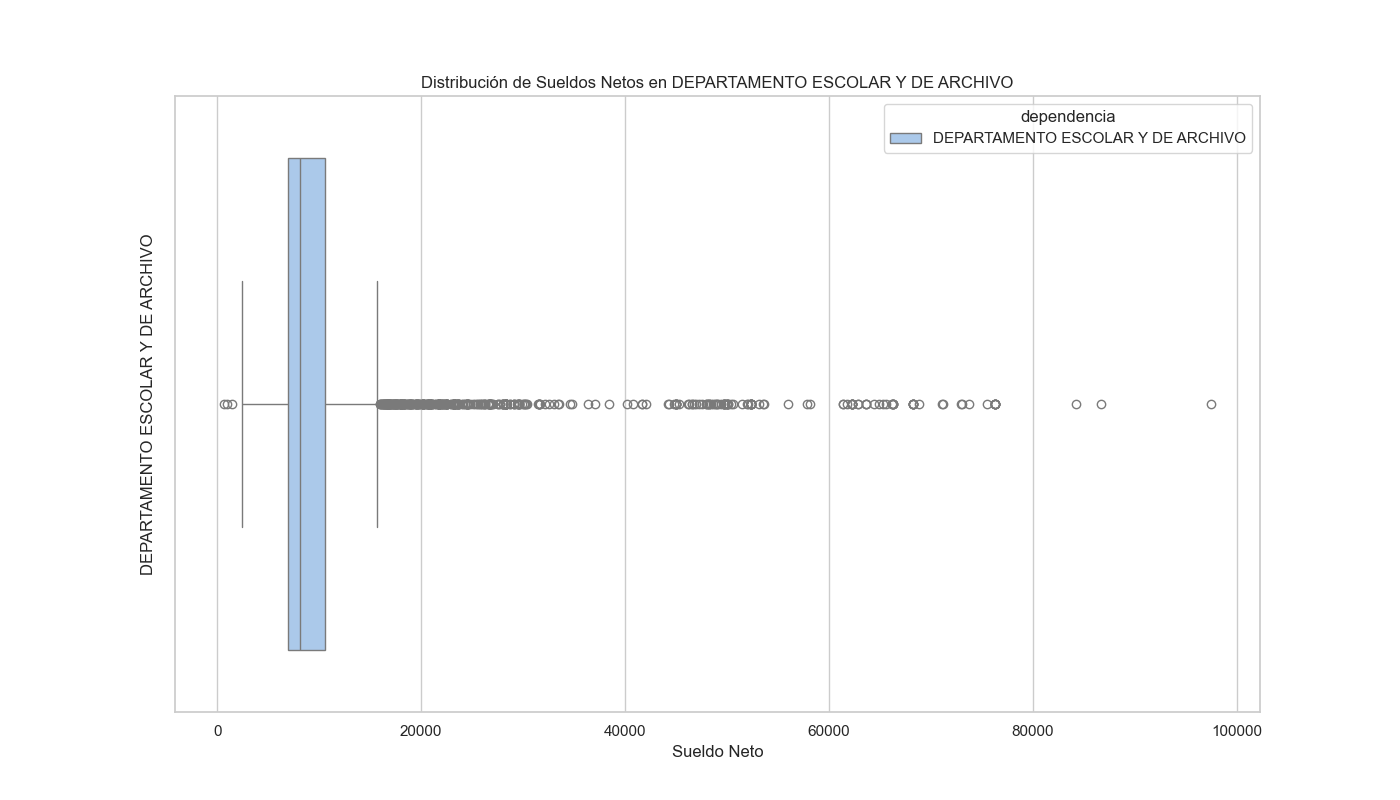 Distribución de Sueldos Netos en DEPARTAMENTO ESCOLAR Y DE ARCHIVO
dependencia
DEPARTAMENTO ESCOLAR Y DE ARCHIVO
DEPARTAMENTO ESCOLAR Y DE ARCHIVO
0 20000 40000 60000 80000 100000
Sueldo Neto